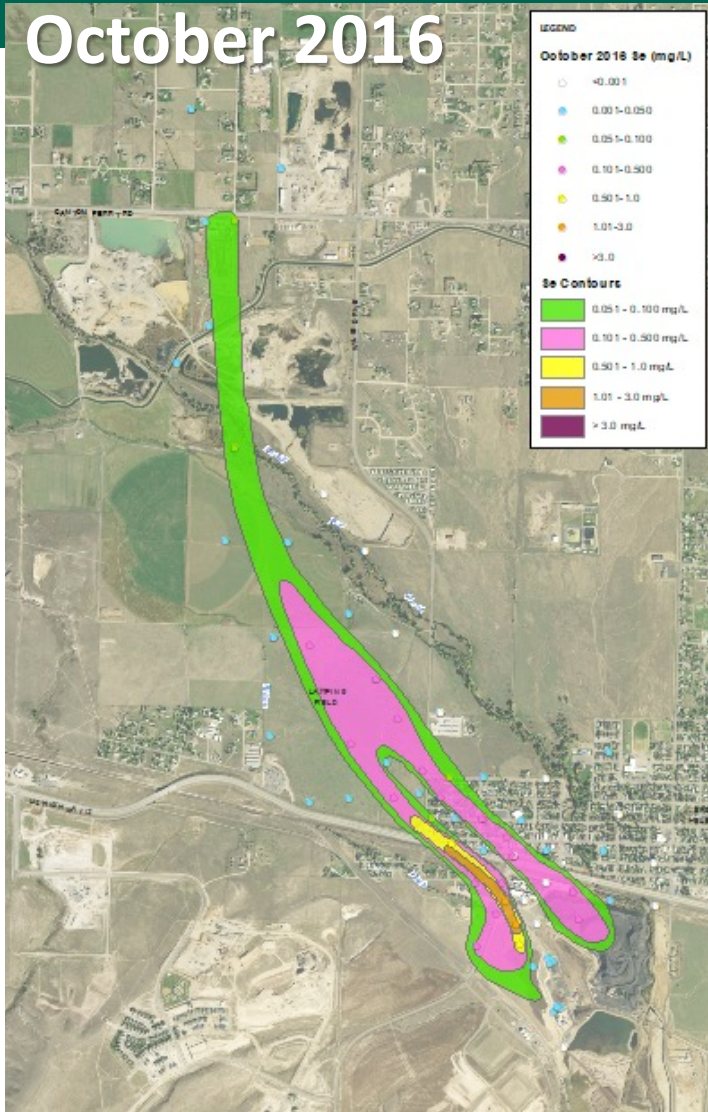 October 2016
LEGEND
October 2016 Se (mg/L)
<0.001
0.001-0.050
0.051-0.100
0.101-0.500
0.501-1.0
1.01-3.0
>3.0
Se Contours
0.051 - 0.100 mg/L
0.101 - 0.500 mg/L
0.501 - 1.0 mg/L
1.01 - 3.0 mg/L
> 3.0 mg/L
CANYON FERRY RD
LAMPING
FIELD